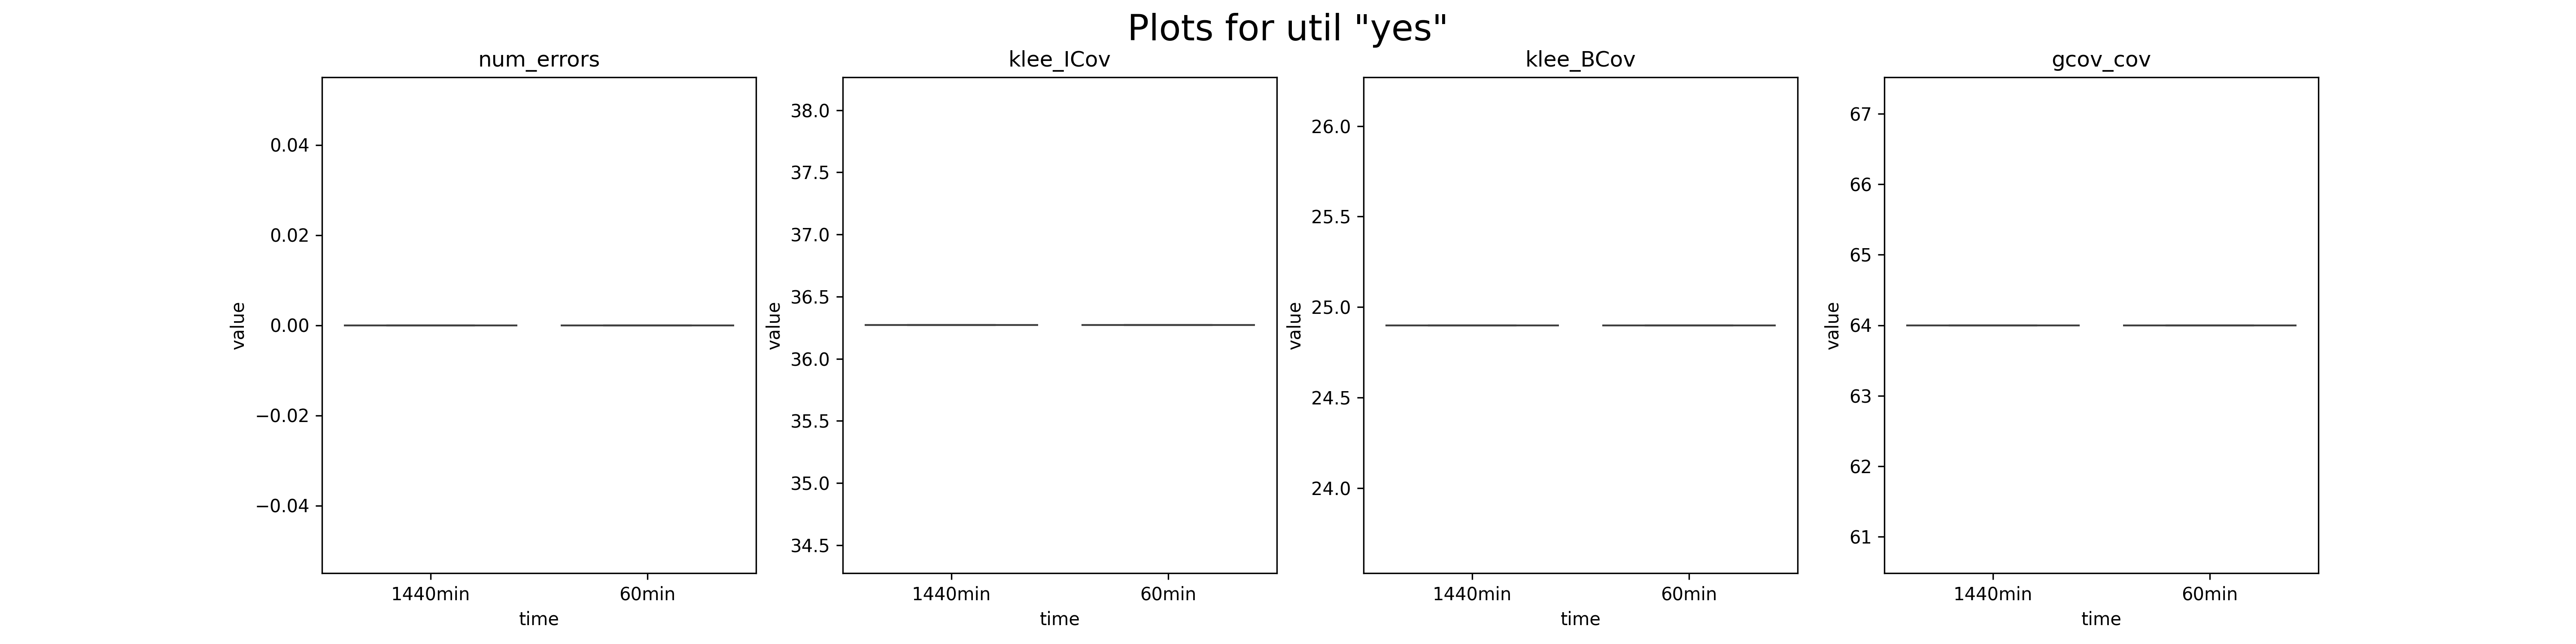 Plots for util "yes"
num_errors
value
0.04
0.02
0.00
−0.02
−0.04
1440min
60min
time
klee_ICov
value
38.0
37.5
37.0
36.5
36.0
35.5
35.0
34.5
1440min
60min
time
klee_BCov
value
26.0
25.5
25.0
24.5
24.0
1440min
60min
time
gcov_cov
value
67
66
65
64
63
62
61
1440min
60min
time